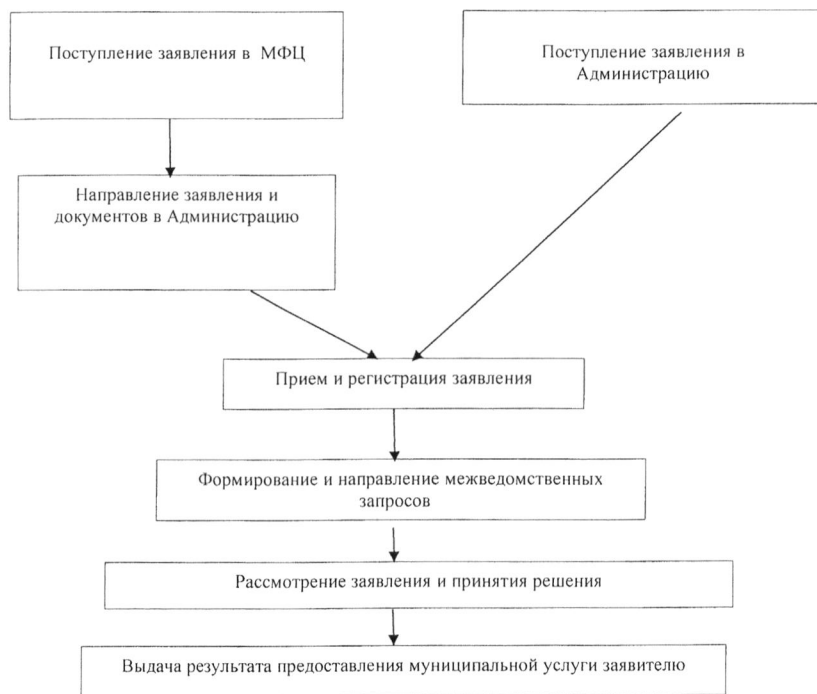 Поступление заявления в МФЦ
Поступление заявления в
Администрацию
Направление заявления и
документов в Администрацию
Прием и регистрация заявления
Формирование и направление межведомственных
запросов
Рассмотрение заявления и принятия решения
Выдача результата предоставления муниципальной услуги заявителю